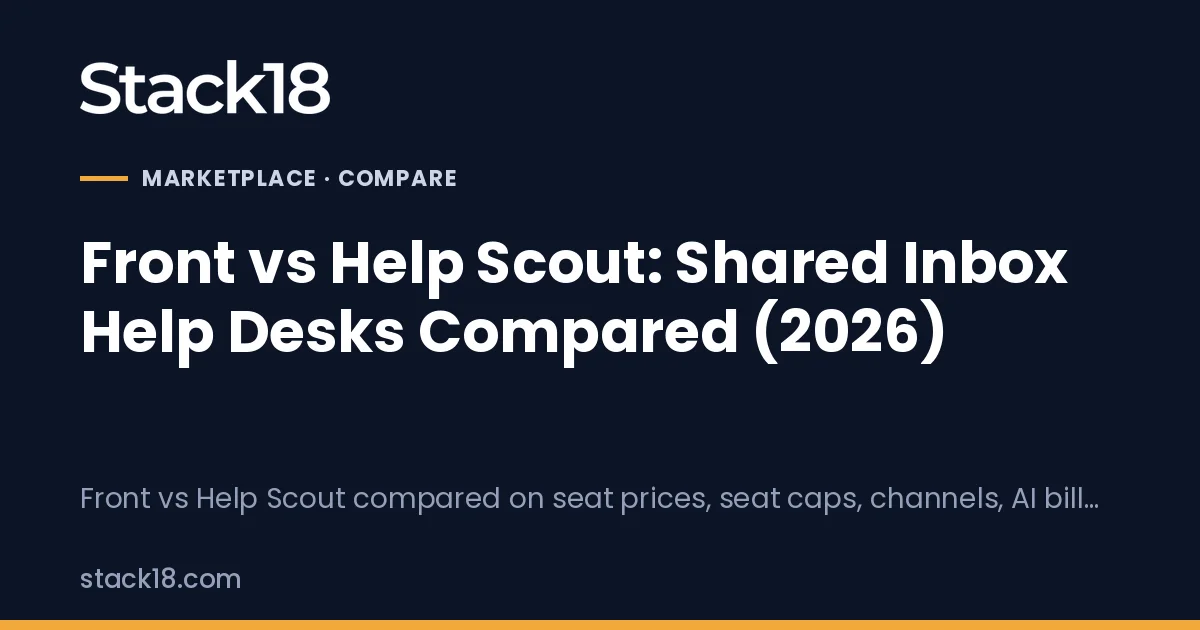 Stack18
MARKETPLACE · COMPARE
Front vs Help Scout: Shared Inbox
Help Desks Compared (2026)
Front vs Help Scout compared on seat prices, seat caps, channels, AI bill…
stack18.com